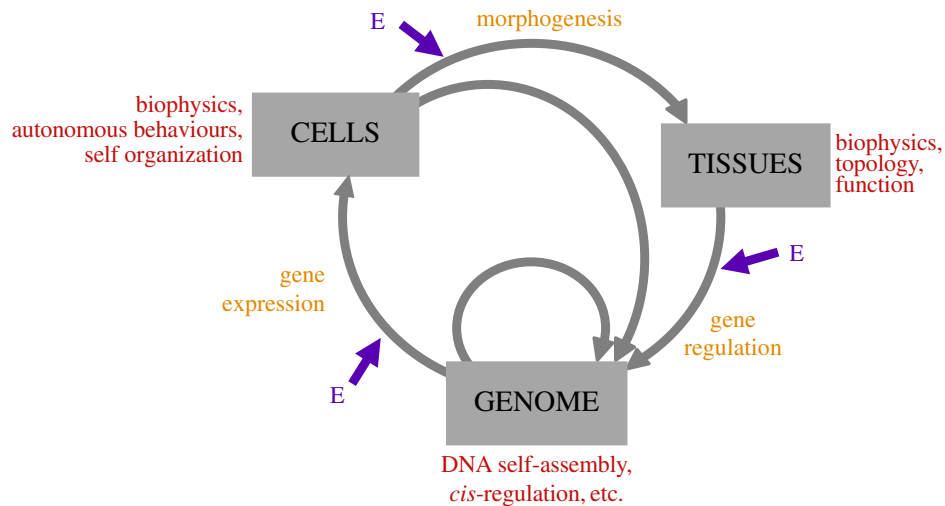 E
morphogenesis
biophysics,
autonomous behaviours,
self organization
CELLS
TISSUES
biophysics,
topology,
function
E
gene
expression
gene
regulation
E
GENOME
DNA self-assembly,
cis-regulation, etc.